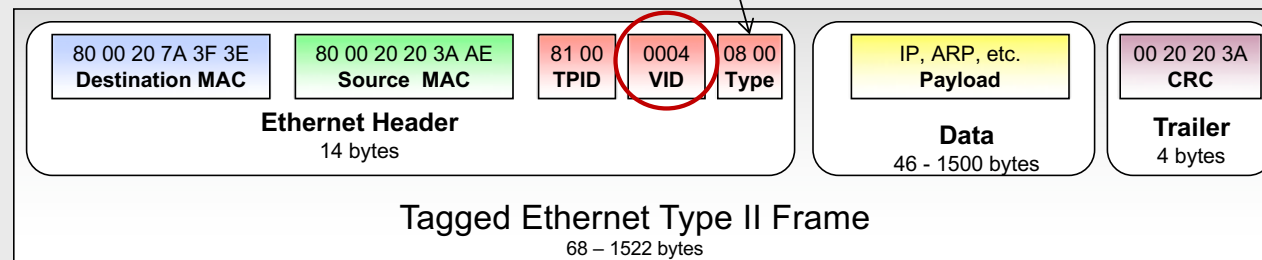 80 00 20 7A 3F 3E
Destination MAC
80 00 20 20 3A AE
Source MAC
81 00
TPID
0004
VID
08 00
Type
Ethernet Header
14 bytes
IP, ARP, etc.
Payload
Data
46 - 1500 bytes
00 20 20 3A
CRC
Trailer
4 bytes
Tagged Ethernet Type II Frame
68 – 1522 bytes